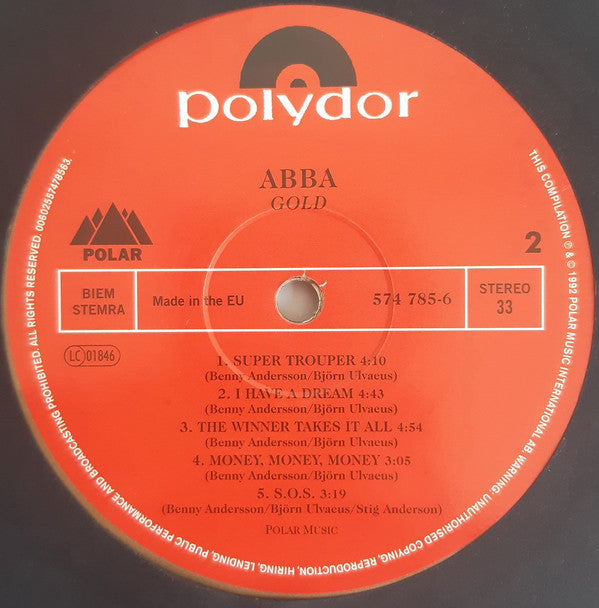 polydor
ABBA
GOLD
POLAR
2
BIEM
STEMRA
Made in the EU
574 785-6
STEREO
33
LC 01846
1. SUPER TROUPER 4:10
(Benny Andersson/Björn Ulvaeus)
2. I HAVE A DREAM 4:43
(Benny Andersson/Björn Ulvaeus)
3. THE WINNER TAKES IT ALL 4:54
(Benny Andersson/Björn Ulvaeus)
4. MONEY, MONEY, MONEY 3:05
(Benny Andersson/Björn Ulvaeus)
5. S.O.S. 3:19
(Benny Andersson/Björn Ulvaeus/Stig Anderson)
POLAR MUSIC
THIS COMPILATION ℗ & © 1992 POLAR MUSIC INTERNATIONAL AB WARNING: UNAUTHORISED COPYING, REPRODUCTION, HIRING, LENDING, PUBLIC PERFORMANCE AND BROADCASTING PROHIBITED. ALL RIGHTS RESERVED. 00602557478563.